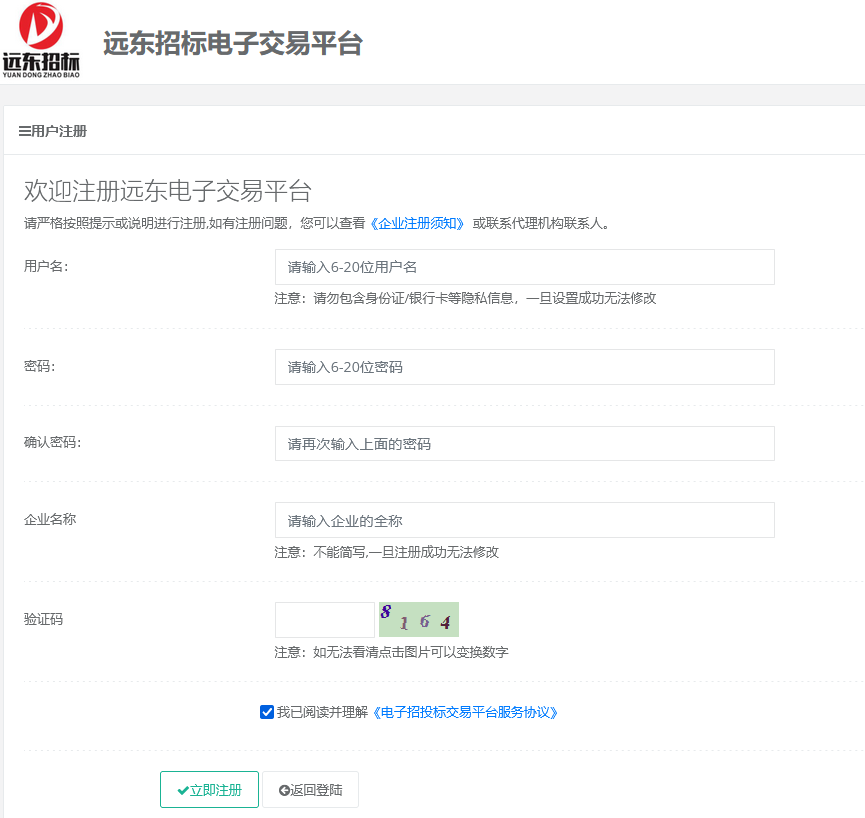 远东招标
YUAN DONG ZHAO BIAO
远东招标电子交易平台
用户注册
欢迎注册远东电子交易平台
请严格按照提示或说明进行注册,如有注册问题，您可以查看《企业注册须知》 或联系代理机构联系人。
用户名： 请输入6-20位用户名
注意：请勿包含身份证/银行卡等隐私信息，一旦设置成功无法修改
密码： 请输入6-20位密码
确认密码： 请再次输入上面的密码
企业名称 请输入企业的全称
注意：不能简写,一旦注册成功无法修改
验证码 8 1 6 4
注意：如无法看清点击图片可以变换数字
我已阅读并理解《电子招投标交易平台服务协议》
立即注册 返回登陆